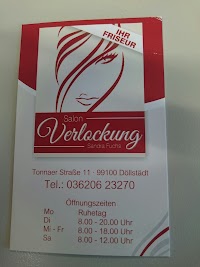 IHR
FRISEUR
Salon
Verlockung
Sandra Fuchs
Tonnaer Straße 11 · 99100 Döllstädt
Tel.: 036206 23270
Öffnungszeiten
Mo Ruhetag
Di 8.00 - 20.00 Uhr
Mi - Fr 8.00 - 18.00 Uhr
Sa 8.00 - 12.00 Uhr